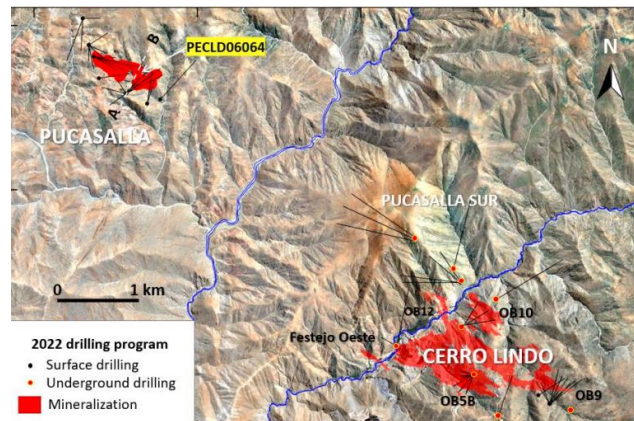 B
PECLD06064
N
A
PUCASALLA
PUCASALLA SUR
0 1 km
OB12
OB10
Festejo Oeste
CERRO LINDO
2022 drilling program
Surface drilling
Underground drilling
Mineralization
OB5B
OB9